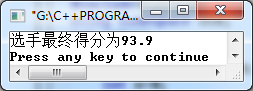 "G:\C++PROGRA...
选手最终得分为93.9
Press any key to continue